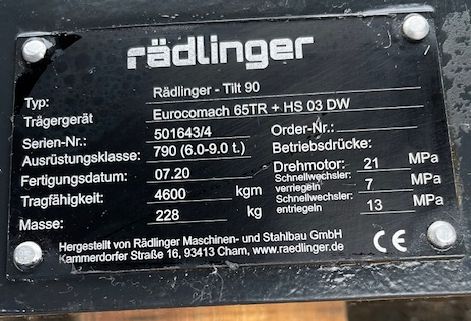 rädlinger
Typ: Rädlinger - Tilt 90
Trägergerät Eurocomach 65TR + HS 03 DW
Serien-Nr.: 501643/4 Order-Nr.:
Ausrüstungsklasse: 790 (6.0-9.0 t.) Betriebsdrücke:
Fertigungsdatum: 07.20 Drehmotor: 21 MPa
Tragfähigkeit: 4600 kgm Schnellwechsler: verriegeln 7 MPa
Masse: 228 kg Schnellwechsler: entriegeln 13 MPa
Hergestellt von Rädlinger Maschinen- und Stahlbau GmbH
Kammerdorfer Straße 16, 93413 Cham, www.raedlinger.de
CE